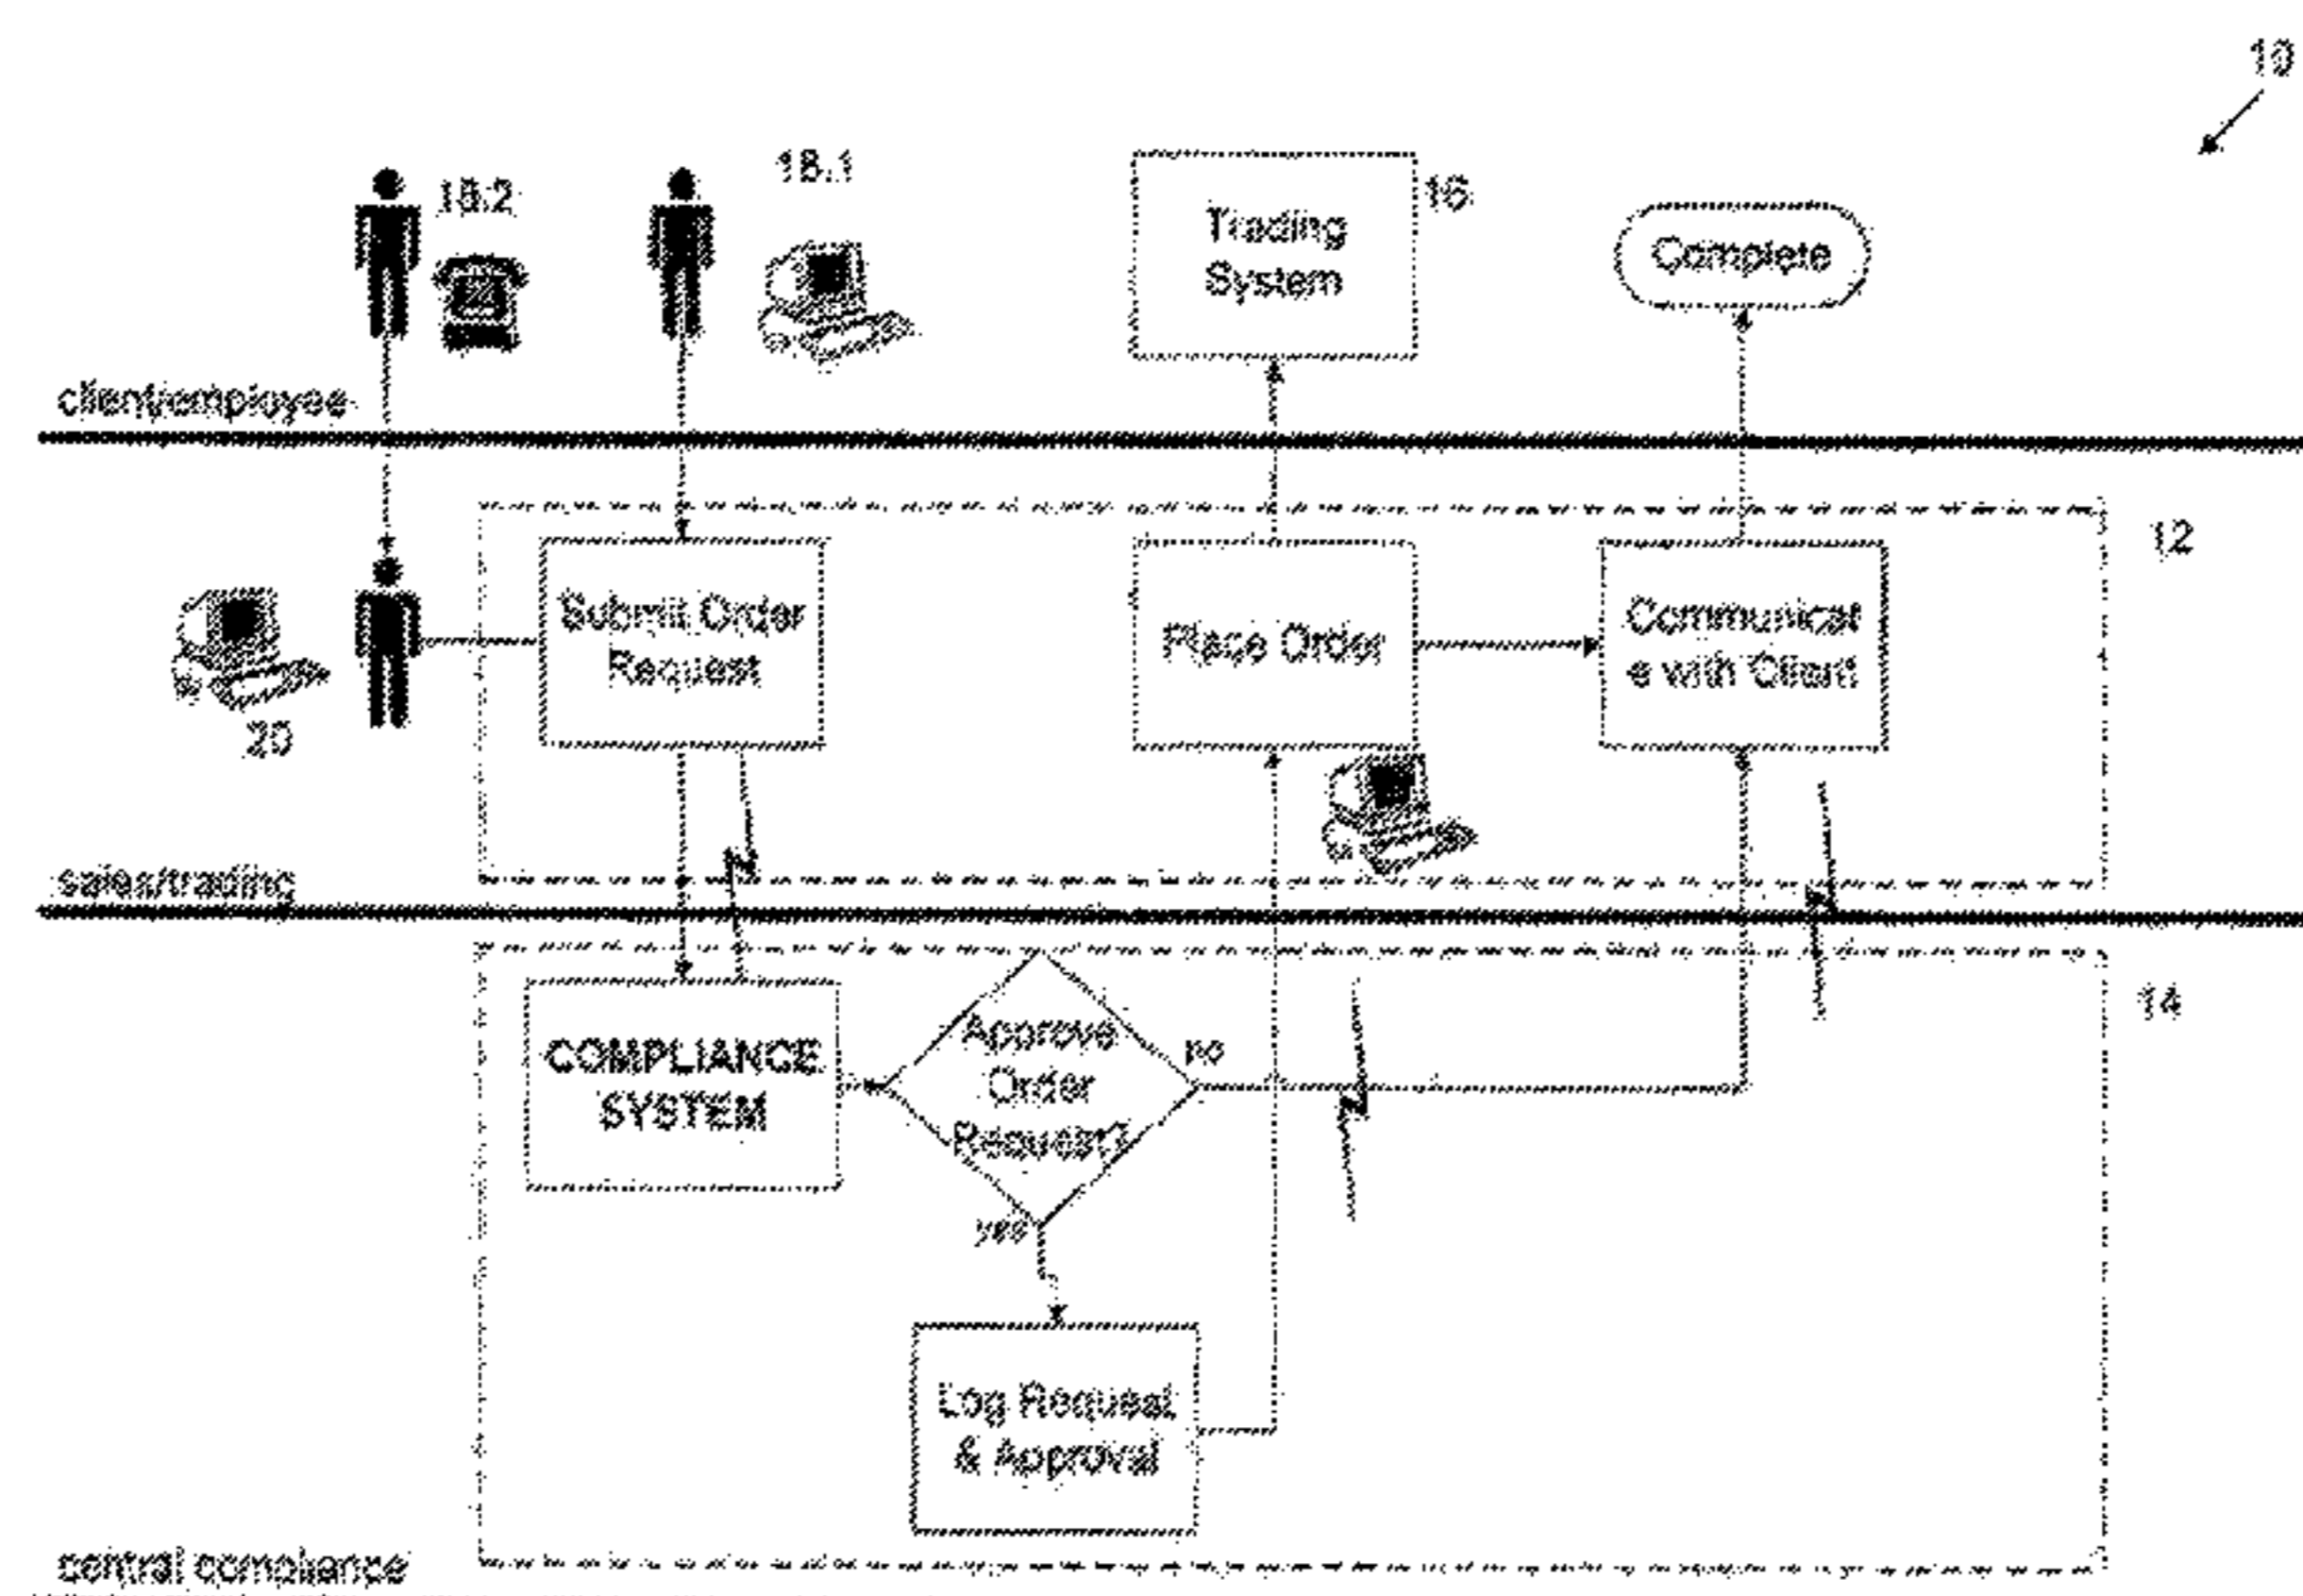 10
18.2
18.1
Trading
System
16
Complete
client/employee
12
Submit Order
Request
Place Order
Communicat
e with Client
20
sales/trading
14
COMPLIANCE
SYSTEM
Approve
Order
Request?
no
yes
Log Request
& Approval
central compliance